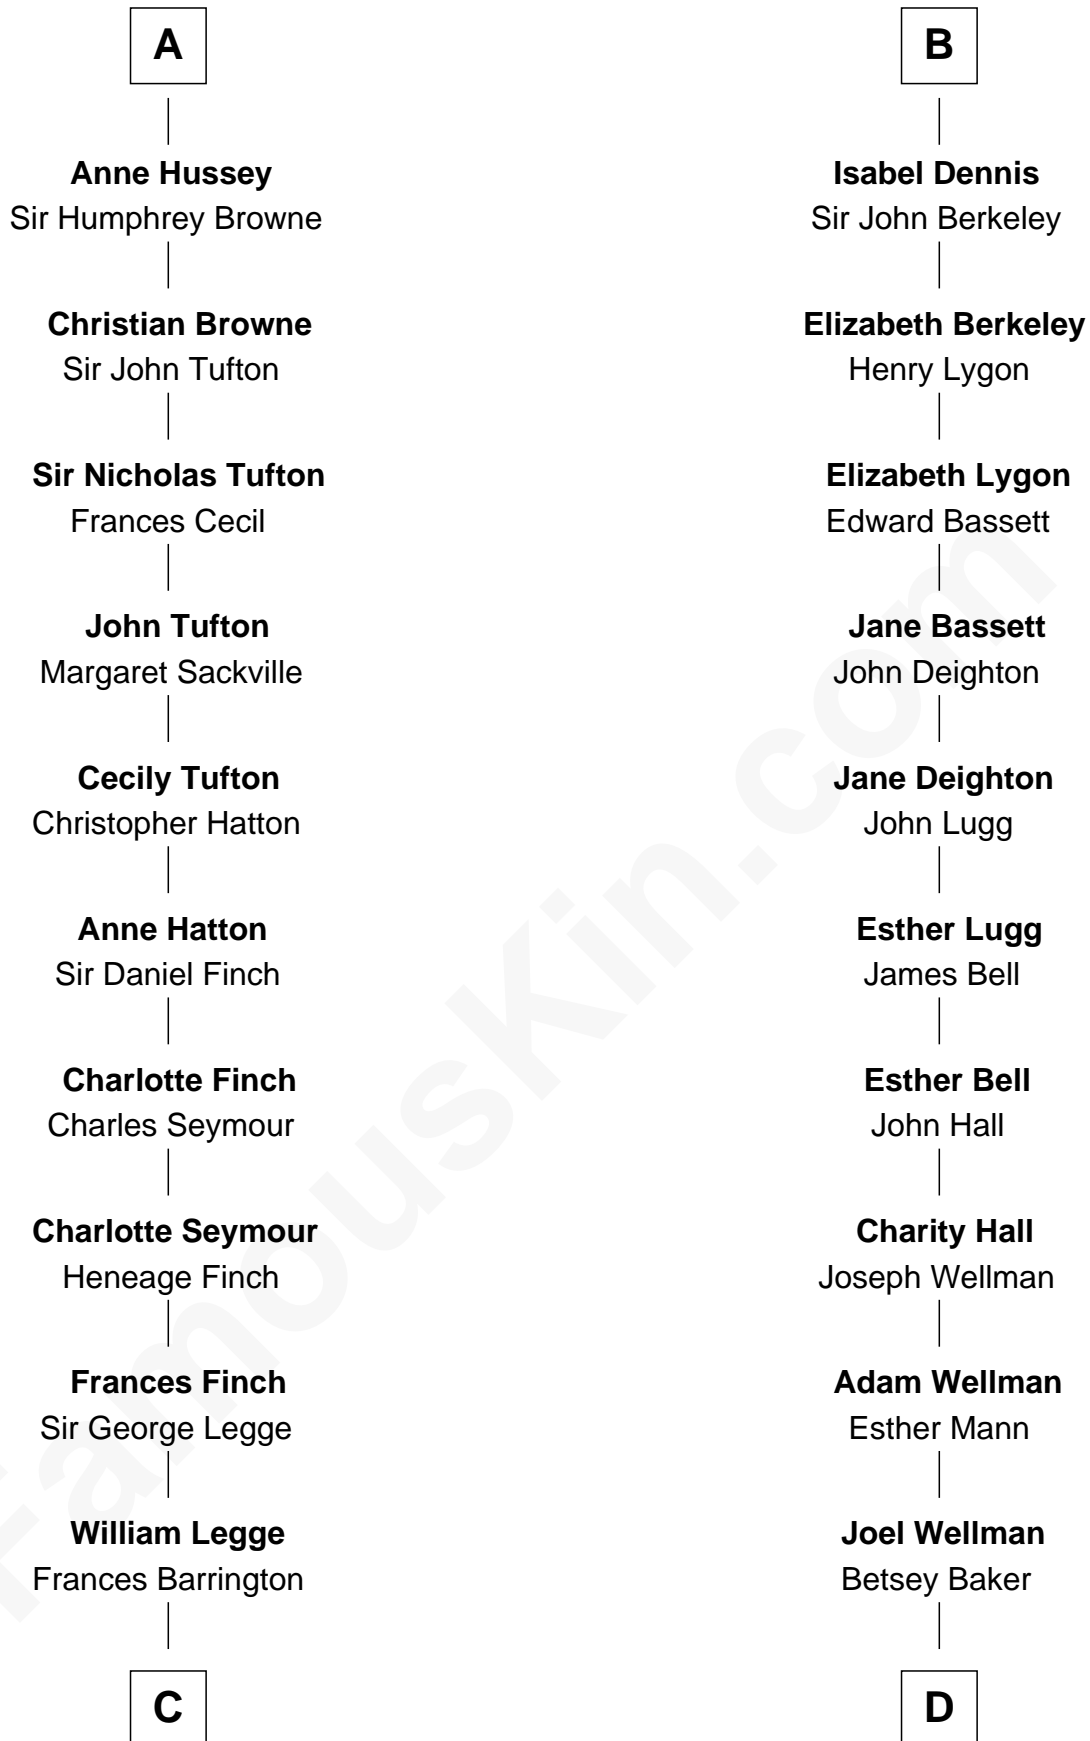 A
Anne Hussey
Sir Humphrey Browne
Christian Browne
Sir John Tufton
Sir Nicholas Tufton
Frances Cecil
John Tufton
Margaret Sackville
Cecily Tufton
Christopher Hatton
Anne Hatton
Sir Daniel Finch
Charlotte Finch
Charles Seymour
Charlotte Seymour
Heneage Finch
Frances Finch
Sir George Legge
William Legge
Frances Barrington
C
B
Isabel Dennis
Sir John Berkeley
Elizabeth Berkeley
Henry Lygon
Elizabeth Lygon
Edward Bassett
Jane Bassett
John Deighton
Jane Deighton
John Lugg
Esther Lugg
James Bell
Esther Bell
John Hall
Charity Hall
Joseph Wellman
Adam Wellman
Esther Mann
Joel Wellman
Betsey Baker
D
FamousKin.com